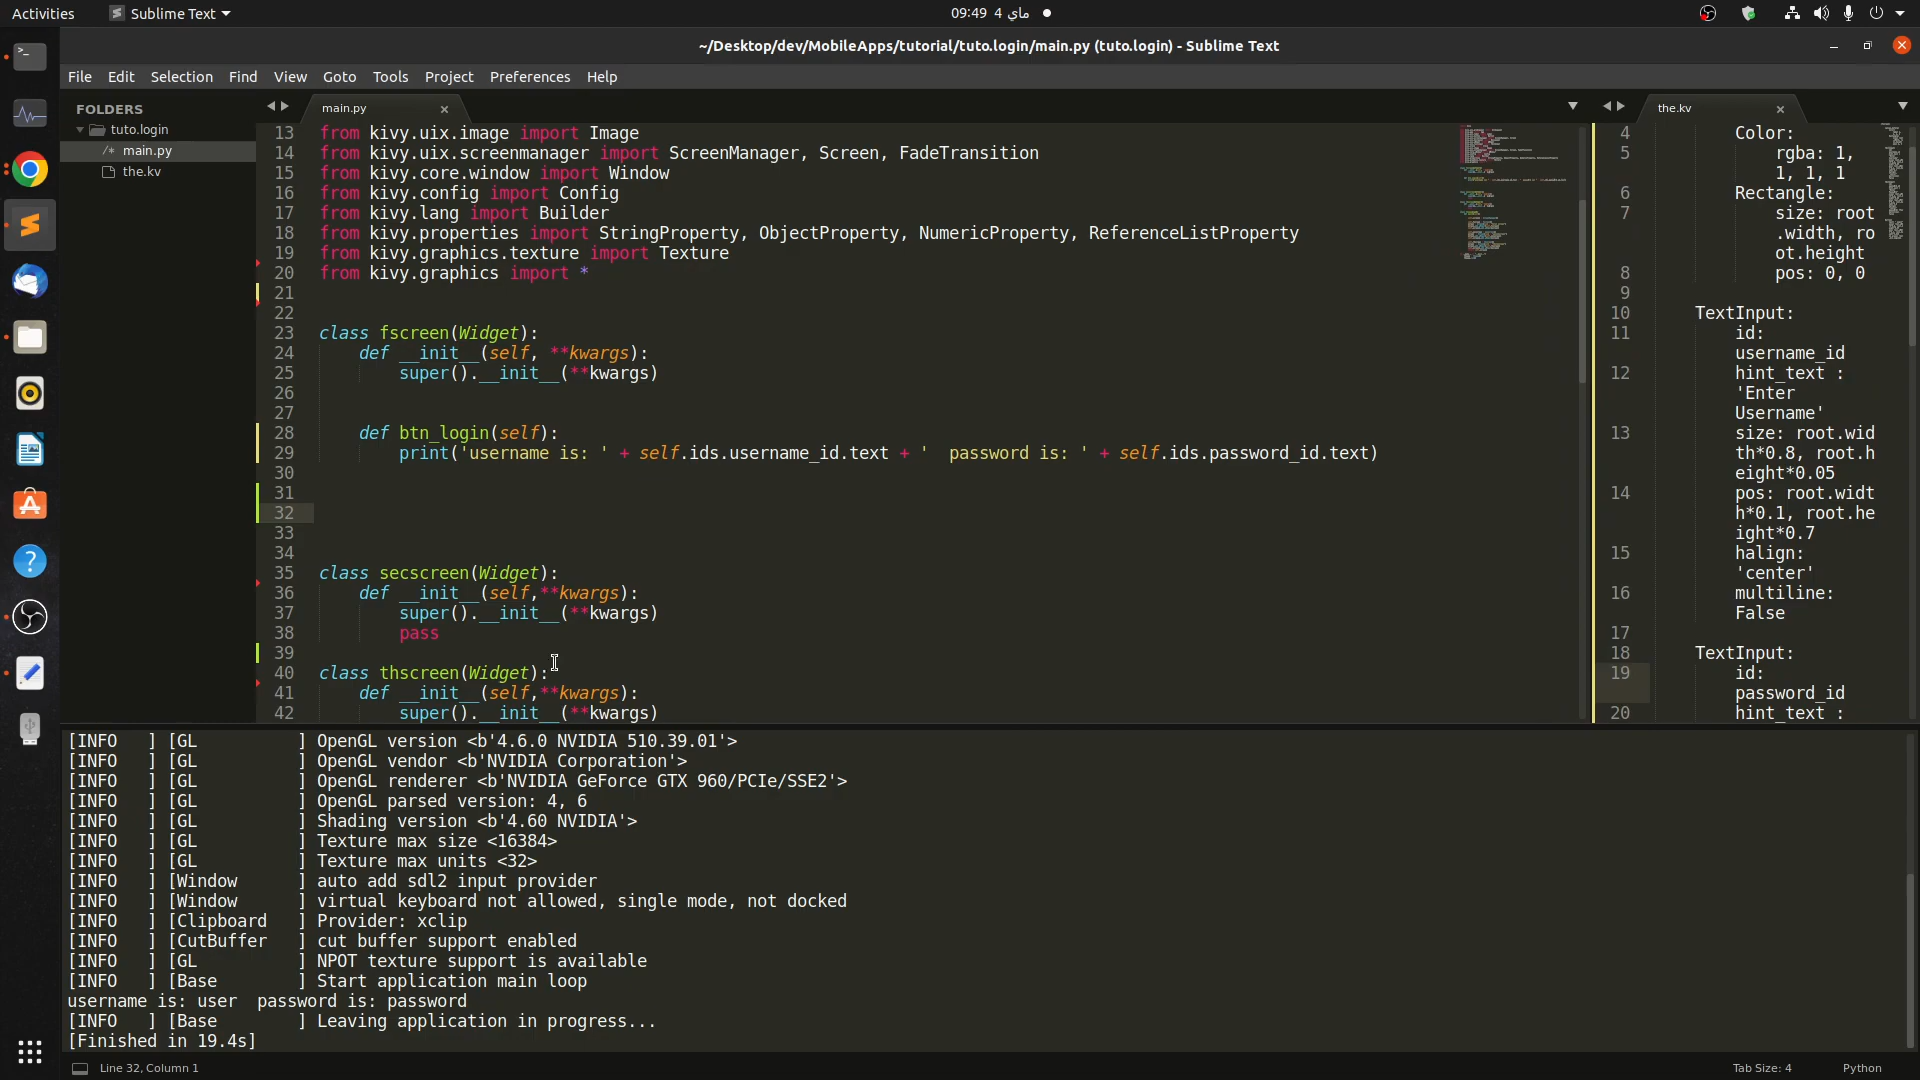 Activities
Sublime Text
09:49 4 ماي
~/Desktop/dev/MobileApps/tutorial/tuto.login/main.py (tuto.login) - Sublime Text
File Edit Selection Find View Goto Tools Project Preferences Help
FOLDERS
tuto.login
/* main.py
the.kv
main.py
13 from kivy.uix.image import Image
14 from kivy.uix.screenmanager import ScreenManager, Screen, FadeTransition
15 from kivy.core.window import Window
16 from kivy.config import Config
17 from kivy.lang import Builder
18 from kivy.properties import StringProperty, ObjectProperty, NumericProperty, ReferenceListProperty
19 from kivy.graphics.texture import Texture
20 from kivy.graphics import *
21
22
23 class fscreen(Widget):
24 def __init__(self, **kwargs):
25 super().__init__(**kwargs)
26
27
28 def btn_login(self):
29 print('username is: ' + self.ids.username_id.text + '  password is: ' + self.ids.password_id.text)
30
31
32
33
34
35 class secscreen(Widget):
36 def __init__(self,**kwargs):
37 super().__init__(**kwargs)
38 pass
39
40 class thscreen(Widget):
41 def __init__(self,**kwargs):
42 super().__init__(**kwargs)
the.kv
4 Color:
5 rgba: 1,
1, 1, 1
6 Rectangle:
7 size: root
.width, ro
ot.height
8 pos: 0, 0
9
10 TextInput:
11 id:
username_id
12 hint_text :
'Enter
Username'
13 size: root.wid
th*0.8, root.h
eight*0.05
14 pos: root.widt
h*0.1, root.he
ight*0.7
15 halign:
'center'
16 multiline:
False
17
18 TextInput:
19 id:
password_id
20 hint_text :
[INFO   ] [GL          ] OpenGL version <b'4.6.0 NVIDIA 510.39.01'>
[INFO   ] [GL          ] OpenGL vendor <b'NVIDIA Corporation'>
[INFO   ] [GL          ] OpenGL renderer <b'NVIDIA GeForce GTX 960/PCIe/SSE2'>
[INFO   ] [GL          ] OpenGL parsed version: 4, 6
[INFO   ] [GL          ] Shading version <b'4.60 NVIDIA'>
[INFO   ] [GL          ] Texture max size <16384>
[INFO   ] [GL          ] Texture max units <32>
[INFO   ] [Window      ] auto add sdl2 input provider
[INFO   ] [Window      ] virtual keyboard not allowed, single mode, not docked
[INFO   ] [Clipboard   ] Provider: xclip
[INFO   ] [CutBuffer   ] cut buffer support enabled
[INFO   ] [GL          ] NPOT texture support is available
[INFO   ] [Base        ] Start application main loop
username is: user  password is: password
[INFO   ] [Base        ] Leaving application in progress...
[Finished in 19.4s]
Line 32, Column 1
Tab Size: 4
Python